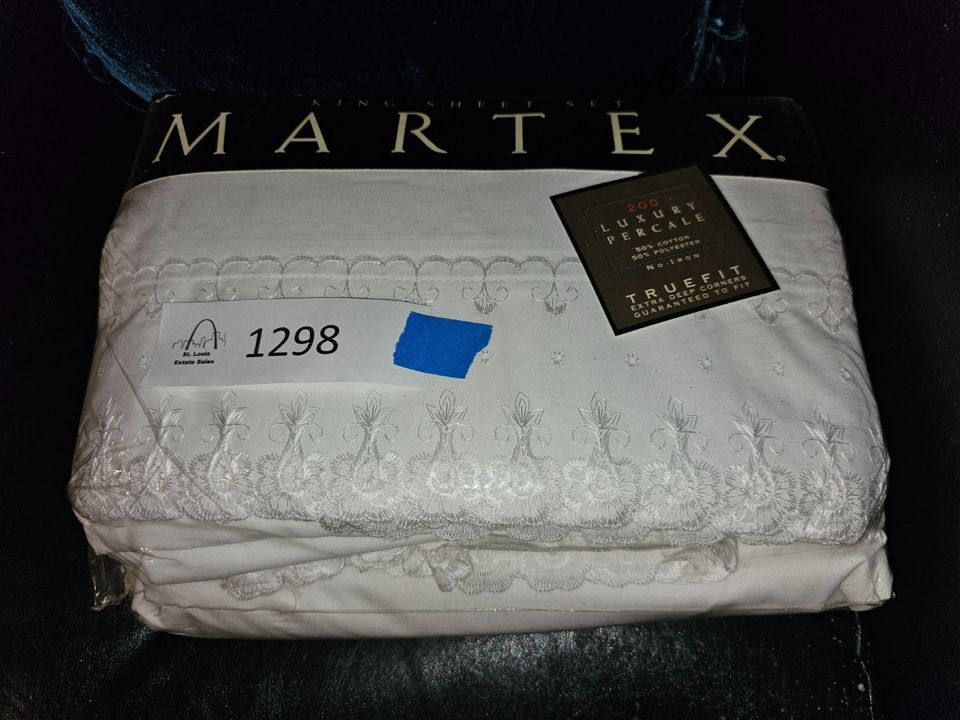 KING SHEET SET
MARTEX®
200
LUXURY
PERCALE
50% COTTON
50% POLYESTER
NO-IRON
TRUEFIT
EXTRA DEEP CORNERS
GUARANTEED TO FIT
St. Louis
Estate Sales
1298